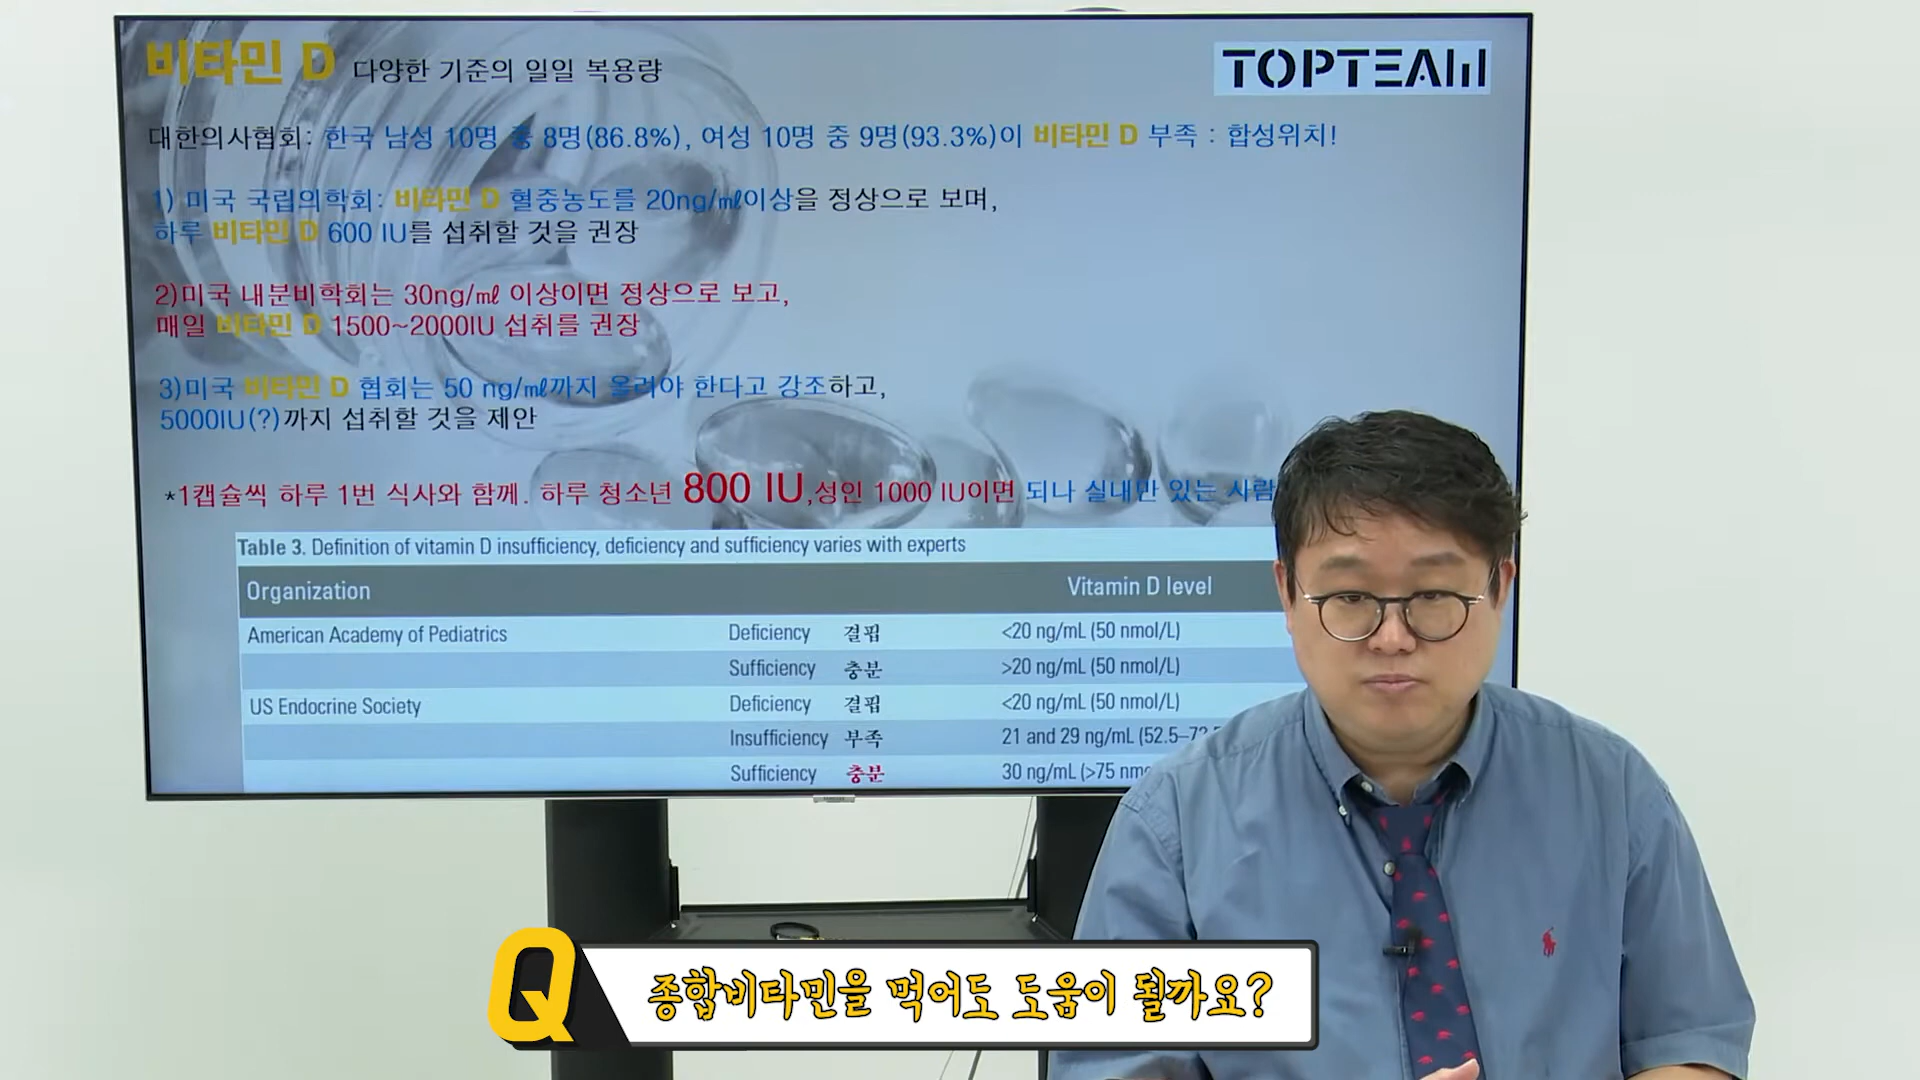 비타민 D 다양한 기준의 일일 복용량
TOPTEAM
대한의사협회: 한국 남성 10명 중 8명(86.8%), 여성 10명 중 9명(93.3%)이 비타민 D 부족 : 합성위치!
1) 미국 국립의학회: 비타민 D 혈중농도를 20ng/㎖이상을 정상으로 보며,
하루 비타민 D 600 IU를 섭취할 것을 권장
2)미국 내분비학회는 30ng/㎖ 이상이면 정상으로 보고,
매일 비타민 D 1500~2000IU 섭취를 권장
3)미국 비타민 D 협회는 50 ng/㎖까지 올려야 한다고 강조하고,
5000IU(?)까지 섭취할 것을 제안
*1캡슐씩 하루 1번 식사와 함께. 하루 청소년 800 IU,성인 1000 IU이면 되나 실내만 있는 사람
Table 3. Definition of vitamin D insufficiency, deficiency and sufficiency varies with experts
Organization Vitamin D level
American Academy of Pediatrics Deficiency 결핍 <20 ng/mL (50 nmol/L)
Sufficiency 충분 >20 ng/mL (50 nmol/L)
US Endocrine Society Deficiency 결핍 <20 ng/mL (50 nmol/L)
Insufficiency 부족 21 and 29 ng/mL (52.5–72
Sufficiency 충분 30 ng/mL (>75 nm
Q 종합비타민을 먹어도 도움이 될까요?